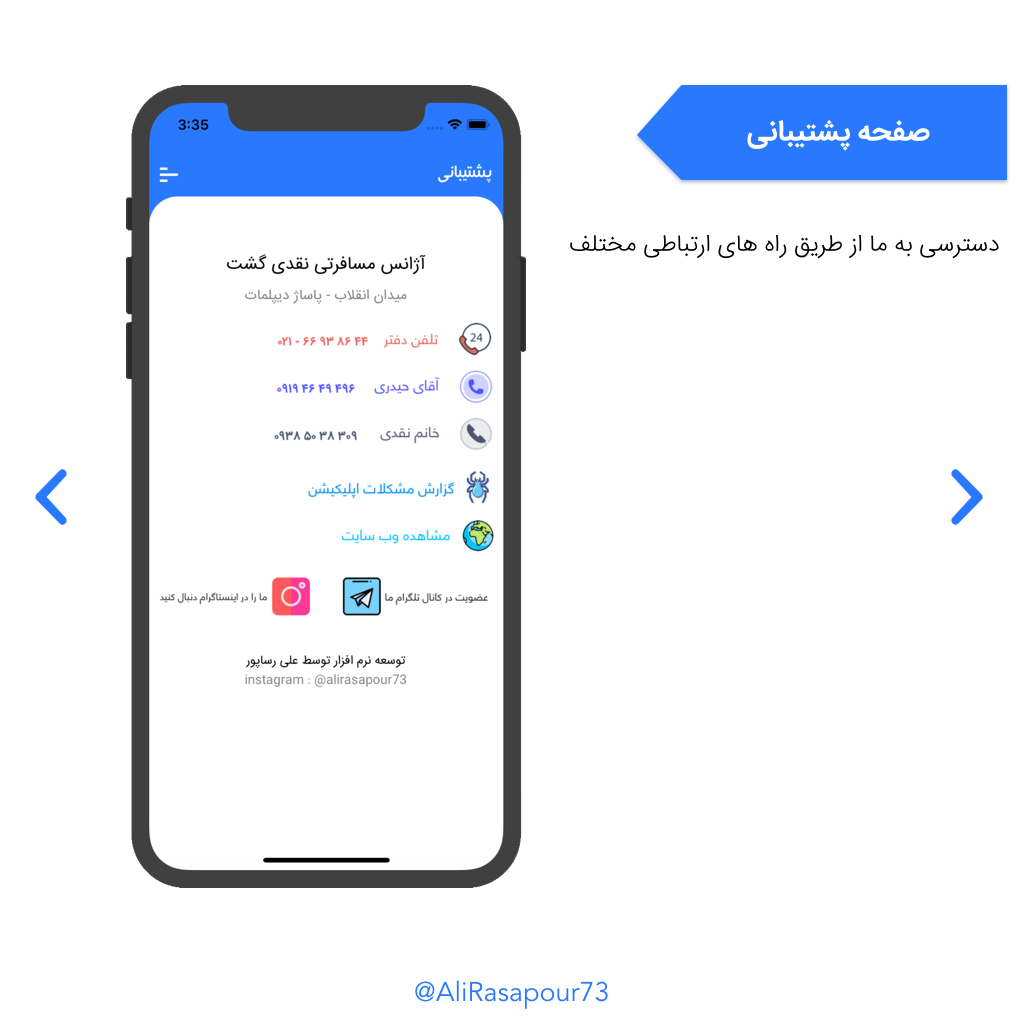 صفحه پشتیبانی
دسترسی به ما از طریق راه های ارتباطی مختلف
3:35
پشتیبانی
آژانس مسافرتی نقدی گشت
میدان انقلاب - پاساژ دیپلمات
24
تلفن دفتر ۰۲۱ - ۶۶ ۹۳ ۸۶ ۴۴
آقای حیدری ۰۹۱۹ ۴۶ ۴۹ ۴۹۶
خانم نقدی ۰۹۳۸ ۵۰ ۳۸ ۳۰۹
گزارش مشکلات اپلیکیشن
مشاهده وب سایت
عضویت در کانال تلگرام ما
ما را در اینستاگرام دنبال کنید
توسعه نرم افزار توسط علی رساپور
instagram : @alirasapour73
@AliRasapour73